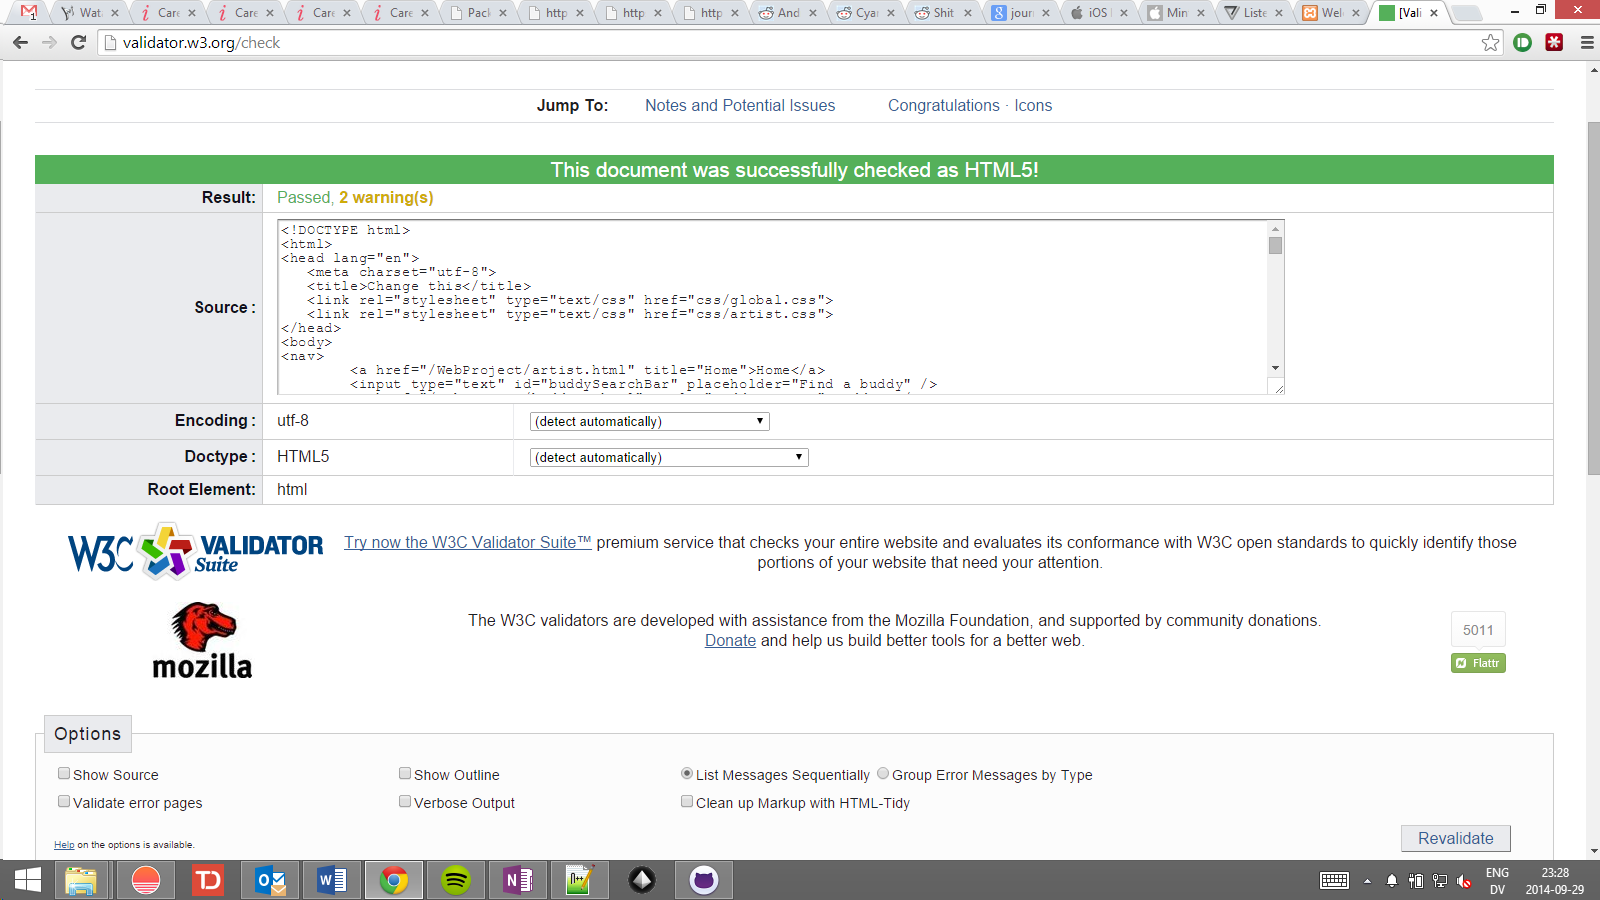 1
Wat
Care
Care
Care
Care
Pack
http
http
http
And
Cyan
Shit
jour
iOS
Min
Liste
Welc
[Vali
validator.w3.org/check
Jump To: Notes and Potential Issues Congratulations · Icons
This document was successfully checked as HTML5!
Result: Passed, 2 warning(s)
Source :
<!DOCTYPE html>
<html>
<head lang="en">
<meta charset="utf-8">
<title>Change this</title>
<link rel="stylesheet" type="text/css" href="css/global.css">
<link rel="stylesheet" type="text/css" href="css/artist.css">
</head>
<body>
<nav>
<a href="/WebProject/artist.html" title="Home">Home</a>
<input type="text" id="buddySearchBar" placeholder="Find a buddy" />
Encoding : utf-8 (detect automatically)
Doctype : HTML5 (detect automatically)
Root Element: html
W3C VALIDATOR Suite
Try now the W3C Validator Suite™ premium service that checks your entire website and evaluates its conformance with W3C open standards to quickly identify those
portions of your website that need your attention.
mozilla
The W3C validators are developed with assistance from the Mozilla Foundation, and supported by community donations.
Donate and help us build better tools for a better web.
5011
Flattr
Options
Show Source Show Outline List Messages Sequentially Group Error Messages by Type
Validate error pages Verbose Output Clean up Markup with HTML-Tidy
Help on the options is available.
Revalidate
ENG 23:28
DV 2014-09-29